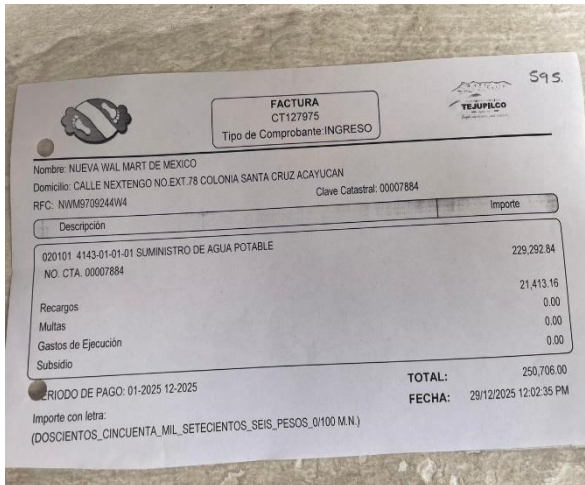 595.
FACTURA
CT127975
Tipo de Comprobante:INGRESO
TEJUPILCO
Nombre: NUEVA WAL MART DE MEXICO
Domicilio: CALLE NEXTENGO NO.EXT.78 COLONIA SANTA CRUZ ACAYUCAN
RFC: NWM9709244W4 Clave Catastral: 00007884
Descripción Importe
020101 4143-01-01-01 SUMINISTRO DE AGUA POTABLE 229,292.84
NO. CTA. 00007884
Recargos 21,413.16
Multas 0.00
Gastos de Ejecución 0.00
Subsidio 0.00
PERIODO DE PAGO: 01-2025 12-2025 TOTAL: 250,706.00
FECHA: 29/12/2025 12:02:35 PM
Importe con letra:
(DOSCIENTOS_CINCUENTA_MIL_SETECIENTOS_SEIS_PESOS_0/100 M.N.)